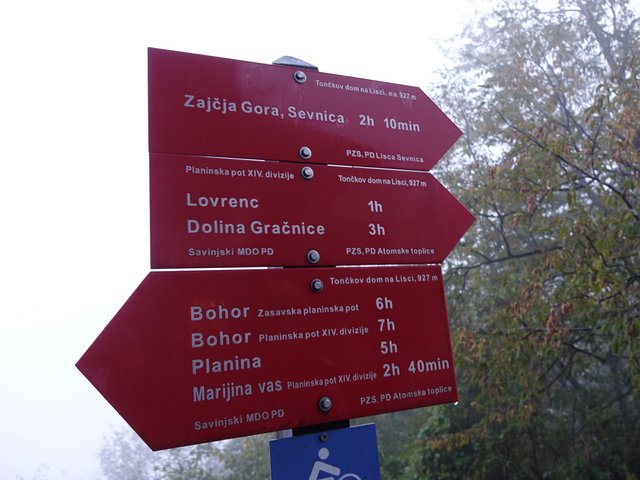 Tončkov dom na Lisci, n.v. 927 m
Zajčja Gora, Sevnica 2h 10min
PZS, PD Lisca Sevnica
Planinska pot XIV. divizije Tončkov dom na Lisci, 927 m
Lovrenc 1h
Dolina Gračnice 3h
Savinjski MDO PD PZS, PD Atomske toplice
Tončkov dom na Lisci, 927 m
Bohor Zasavska planinska pot 6h
Bohor Planinska pot XIV. divizije 7h
Planina 5h
Marijina vas Planinska pot XIV. divizije 2h 40min
Savinjski MDO PD PZS, PD Atomske toplice